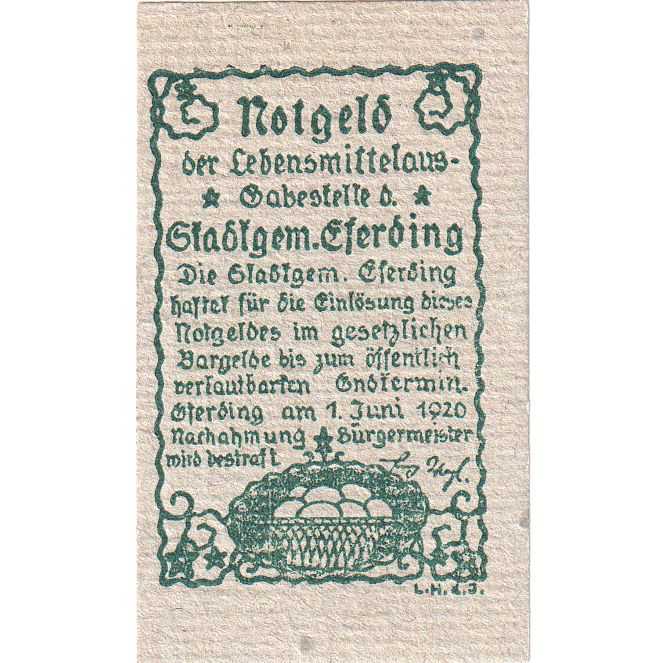 Notgeld
der Lebensmittelaus-
Gabestelle d.
Stadtgem. Eferding
Die Stadtgem. Eferding
haftet für die Einlösung dieses
Notgeldes im gesetzlichen
Bargelde bis zum öffentlich
verlautbarten Endtermin.
Eferding am 1. Juni 1920
Nachahmung Bürgermeister
wird bestraft
L.H.L.J.